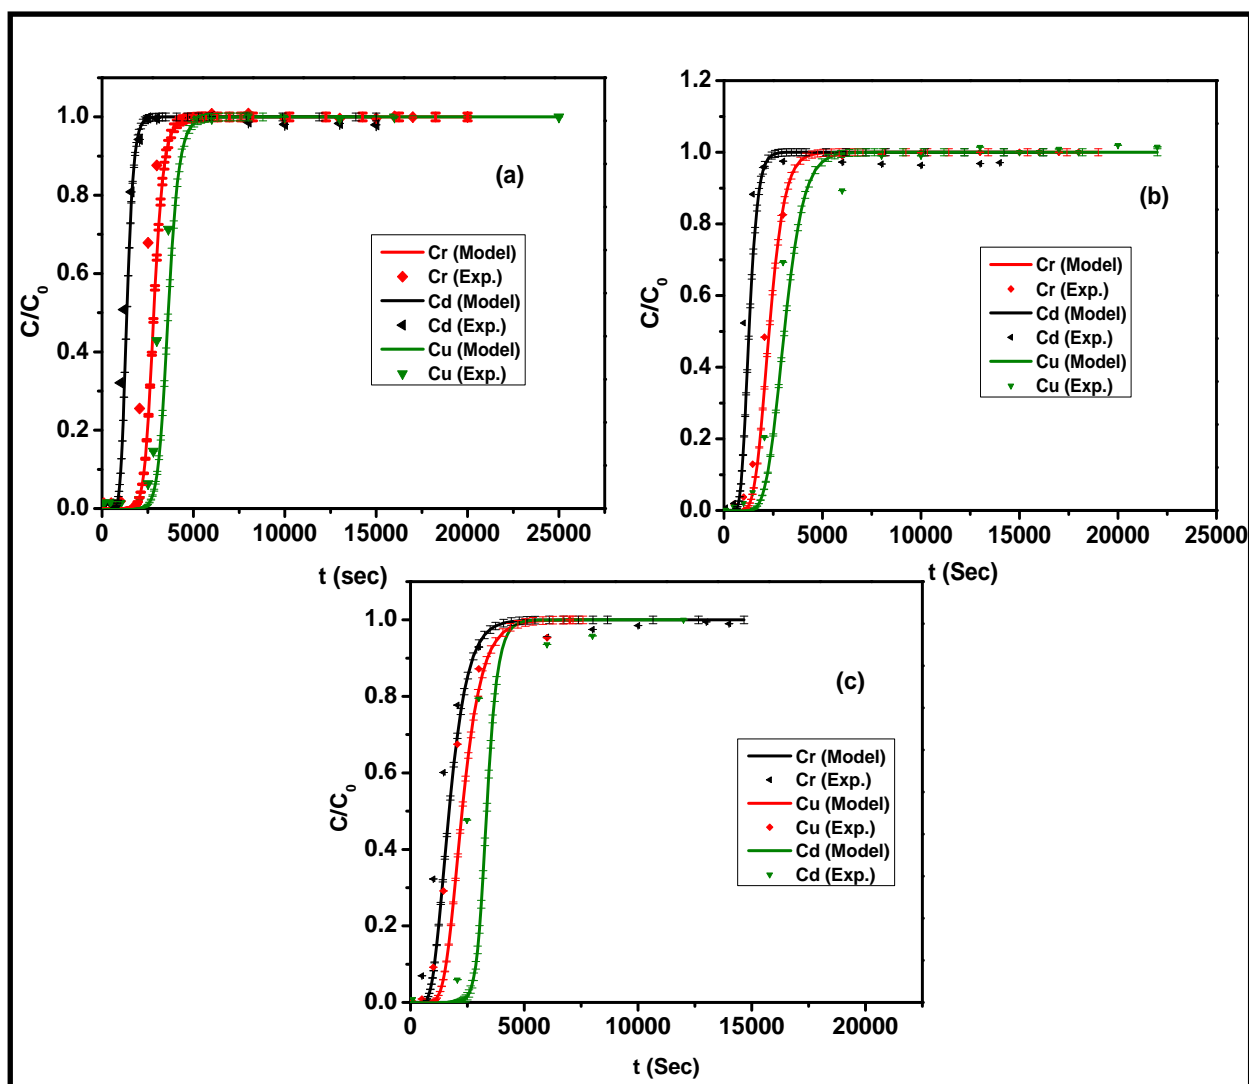 (a)
C/C0
1.0
0.8
0.6
0.4
0.2
0.0
Cr (Model)
Cr (Exp.)
Cd (Model)
Cd (Exp.)
Cu (Model)
Cu (Exp.)
0 5000 10000 15000 20000 25000
t (sec)
(b)
C/C0
1.2
1.0
0.8
0.6
0.4
0.2
0.0
Cr (Model)
Cr (Exp.)
Cd (Model)
Cd (Exp.)
Cu (Model)
Cu (Exp.)
0 5000 10000 15000 20000 25000
t (Sec)
(c)
C/C0
1.0
0.8
0.6
0.4
0.2
0.0
Cr (Model)
Cr (Exp.)
Cu (Model)
Cu (Exp.)
Cd (Model)
Cd (Exp.)
0 5000 10000 15000 20000
t (Sec)